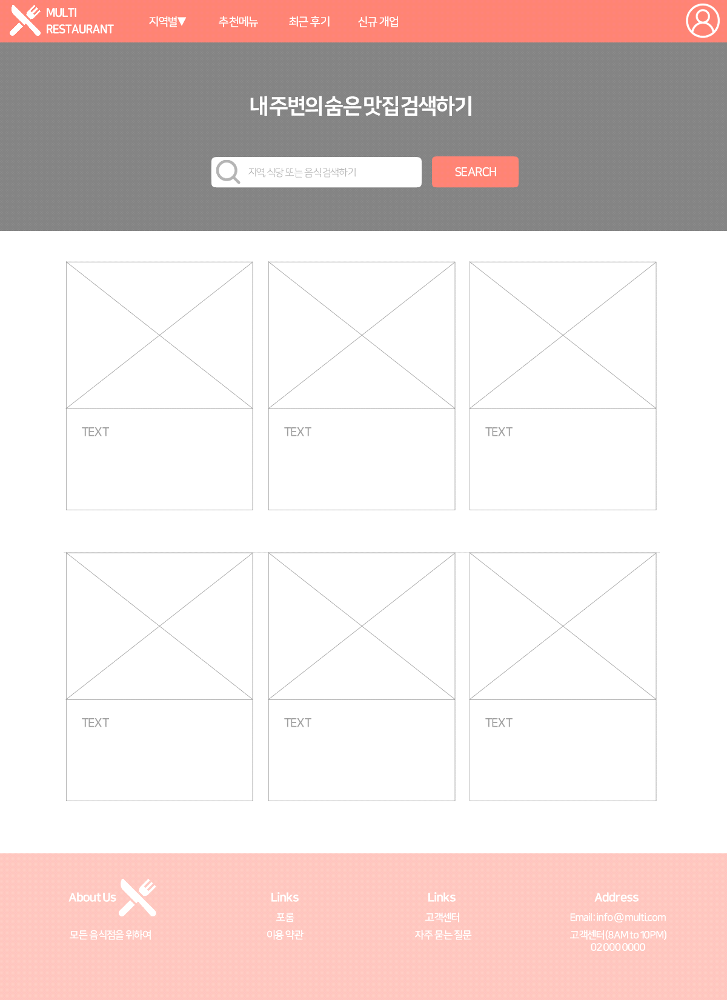 MULTI
RESTAURANT
지역별▼ 추천메뉴 최근 후기 신규 개업
내 주변의 숨은 맛집 검색하기
지역, 식당 또는 음식 검색하기
SEARCH
TEXT TEXT TEXT
TEXT TEXT TEXT
About Us
모든 음식점을 위하여
Links
포롬
이용 약관
Links
고객센터
자주 묻는 질문
Address
Email : info @ multi.com
고객센터 (8AM to 10PM)
02 000 0000